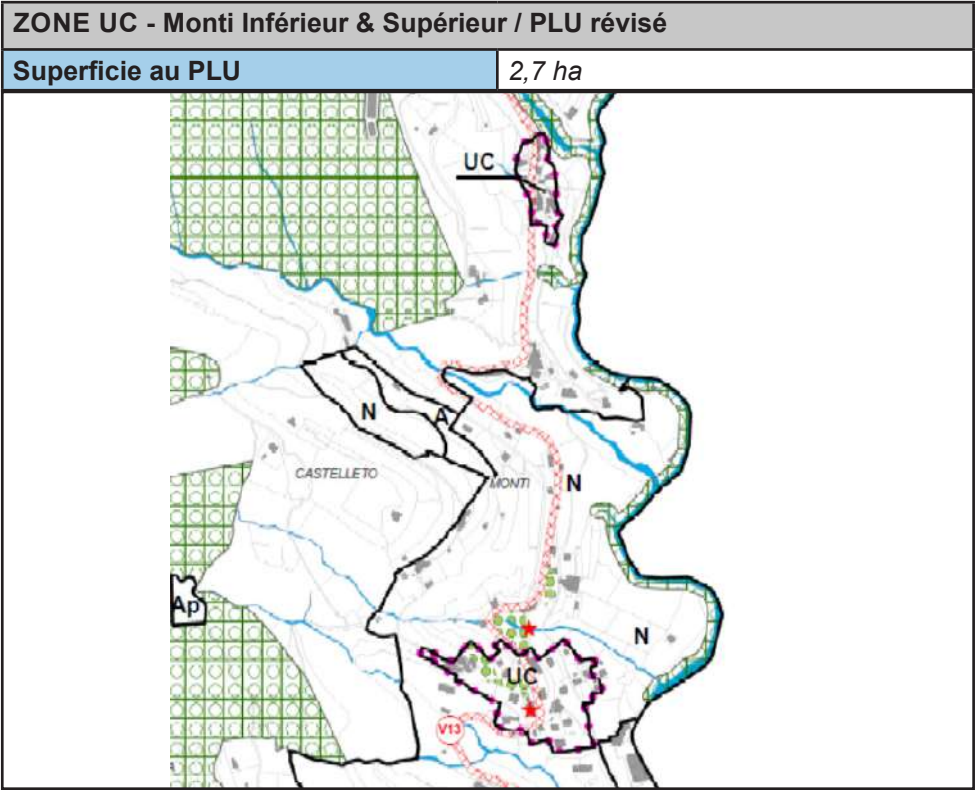 ZONE UC - Monti Inférieur & Supérieur / PLU révisé
Superficie au PLU 2,7 ha
UC
N
A
CASTELLETO
MONTI
N
Ap
N
UC
V13